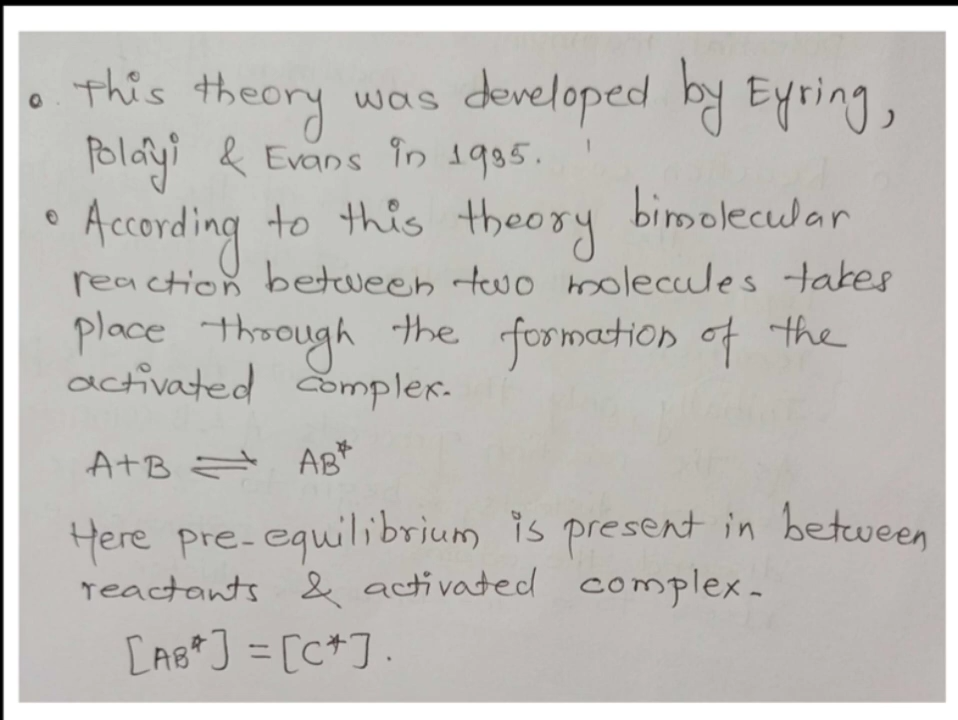 • This theory was developed by Eyring,
Polayi & Evans in 1935.
• According to this theory bimolecular
reaction between two molecules takes
place through the formation of the
activated complex.
A+B ⇌ AB*
Here pre-equilibrium is present in between
reactants & activated complex.
[AB*] = [C*].